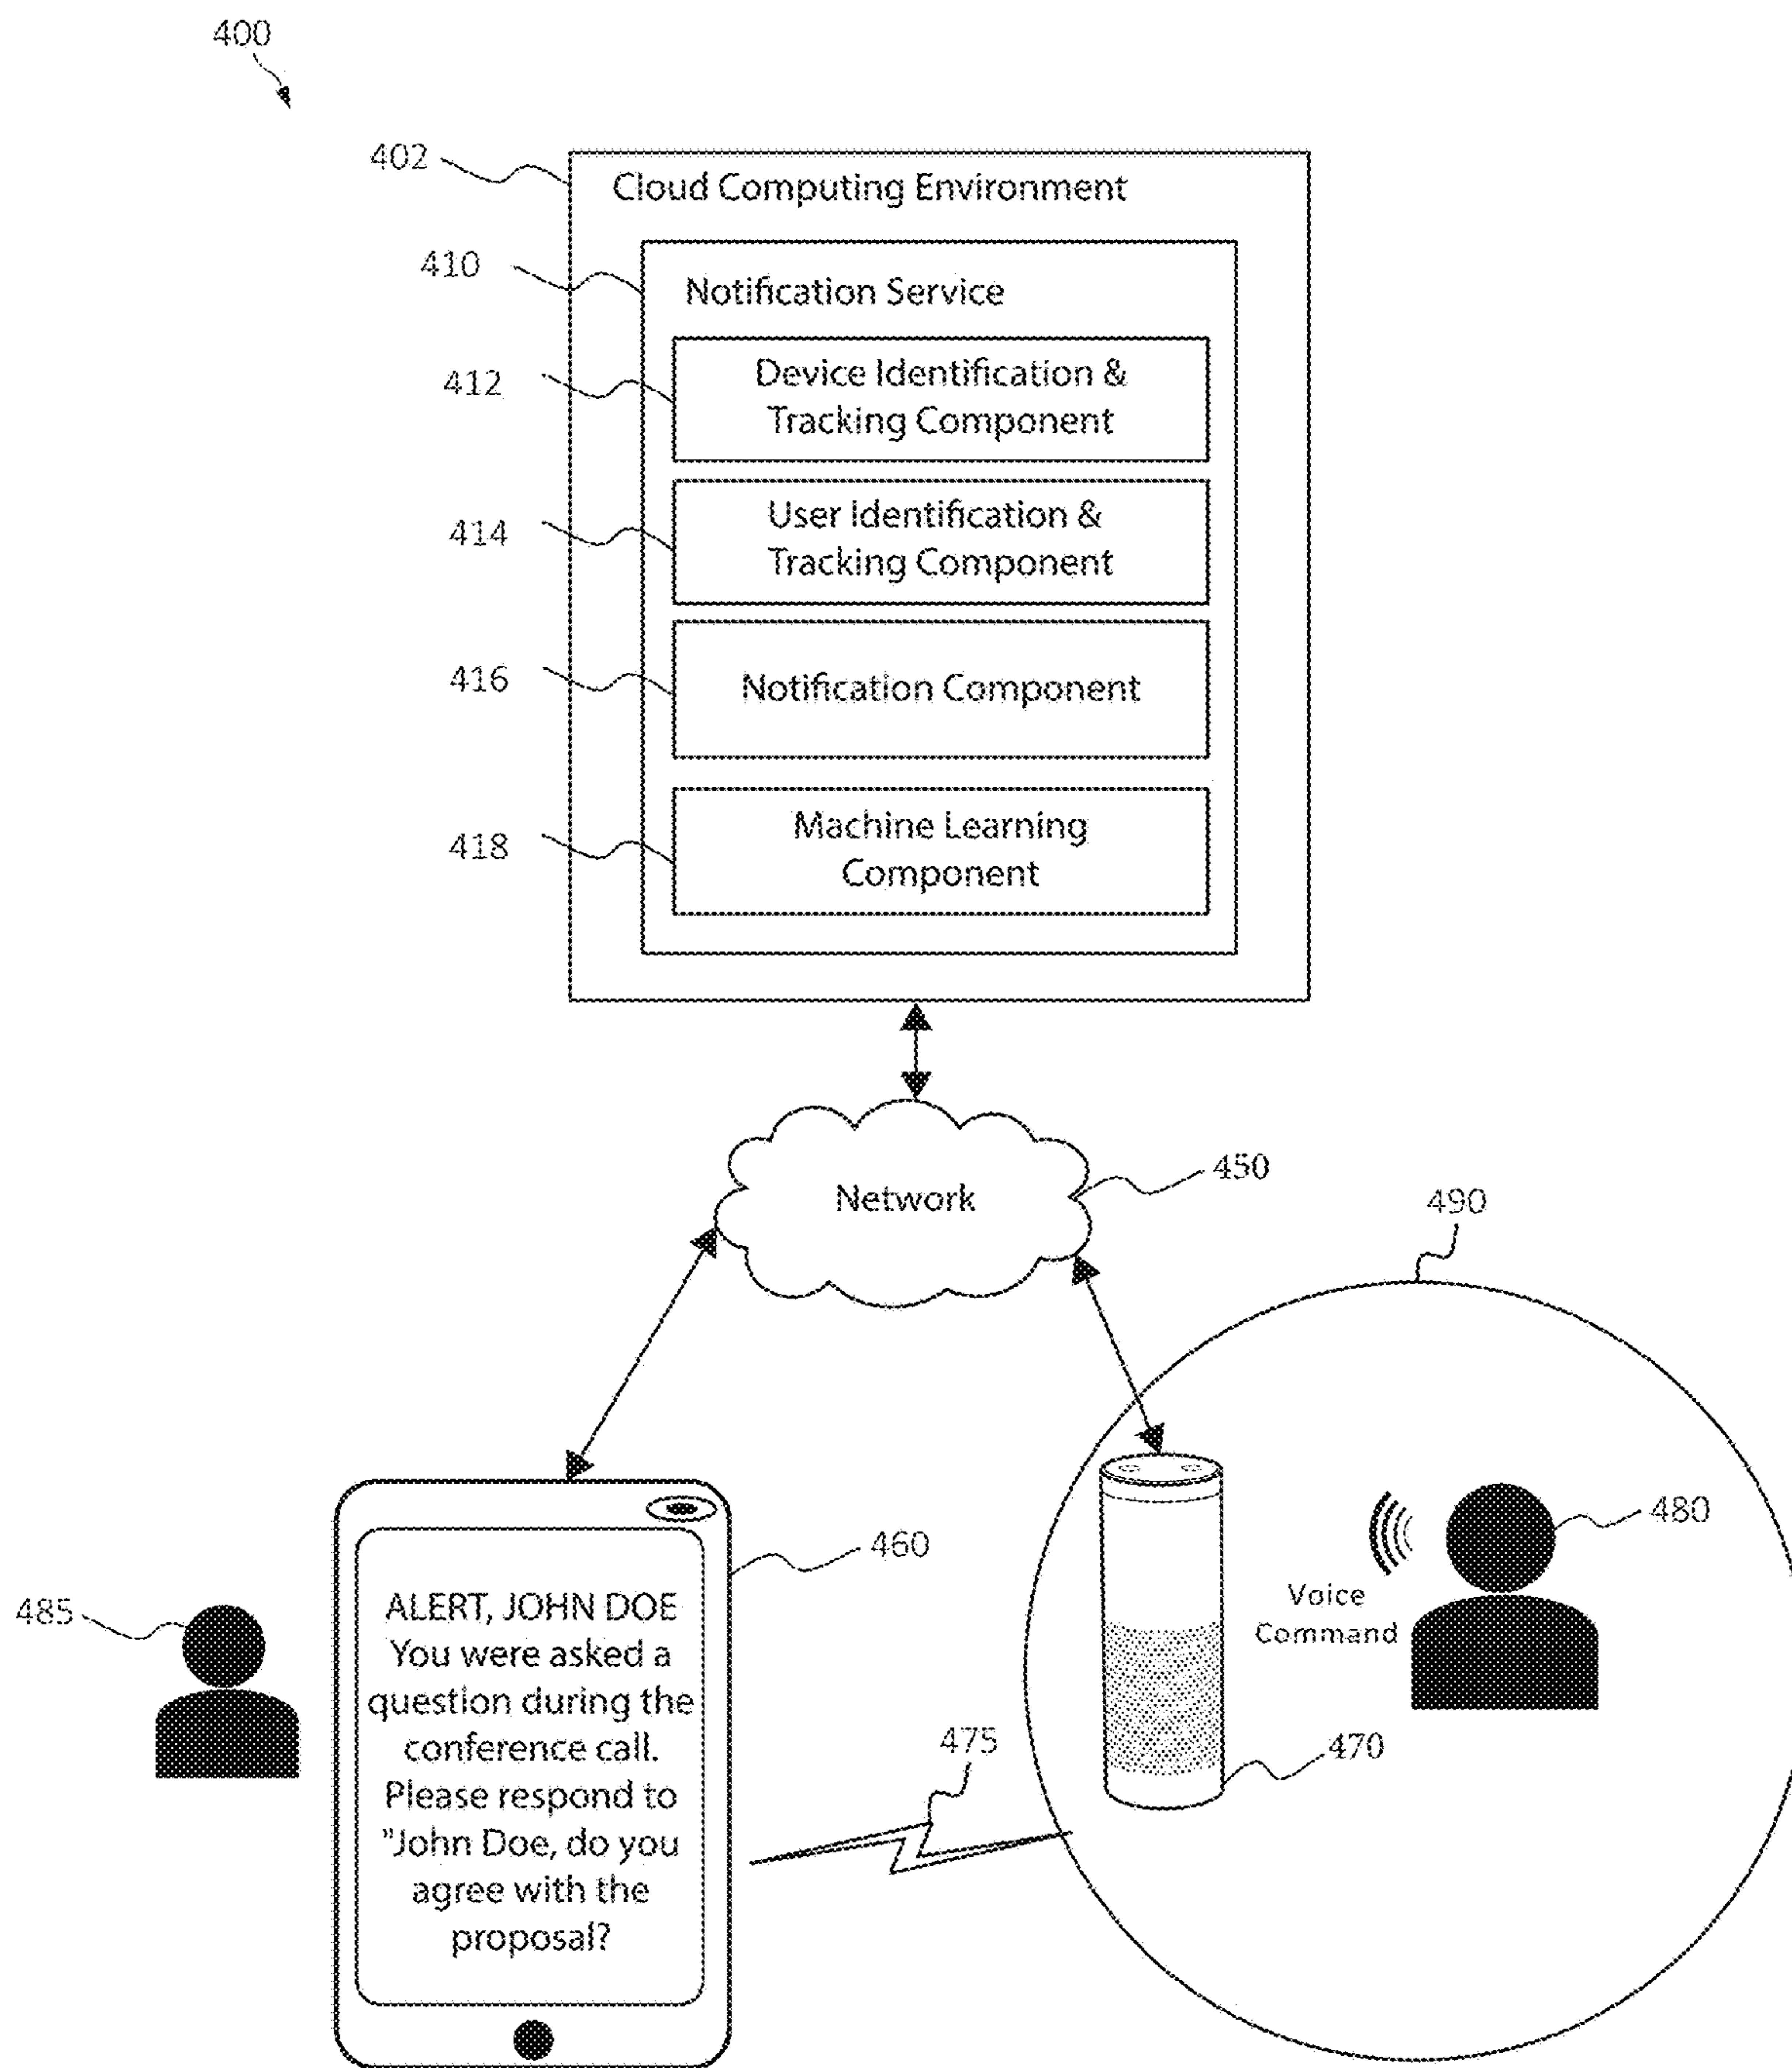 400
402
Cloud Computing Environment
410
Notification Service
412
Device Identification &
Tracking Component
414
User Identification &
Tracking Component
416
Notification Component
418
Machine Learning
Component
Network
450
490
460
480
485
Voice
Command
ALERT, JOHN DOE
You were asked a
question during the
conference call.
Please respond to
"John Doe, do you
agree with the
proposal?
475
470